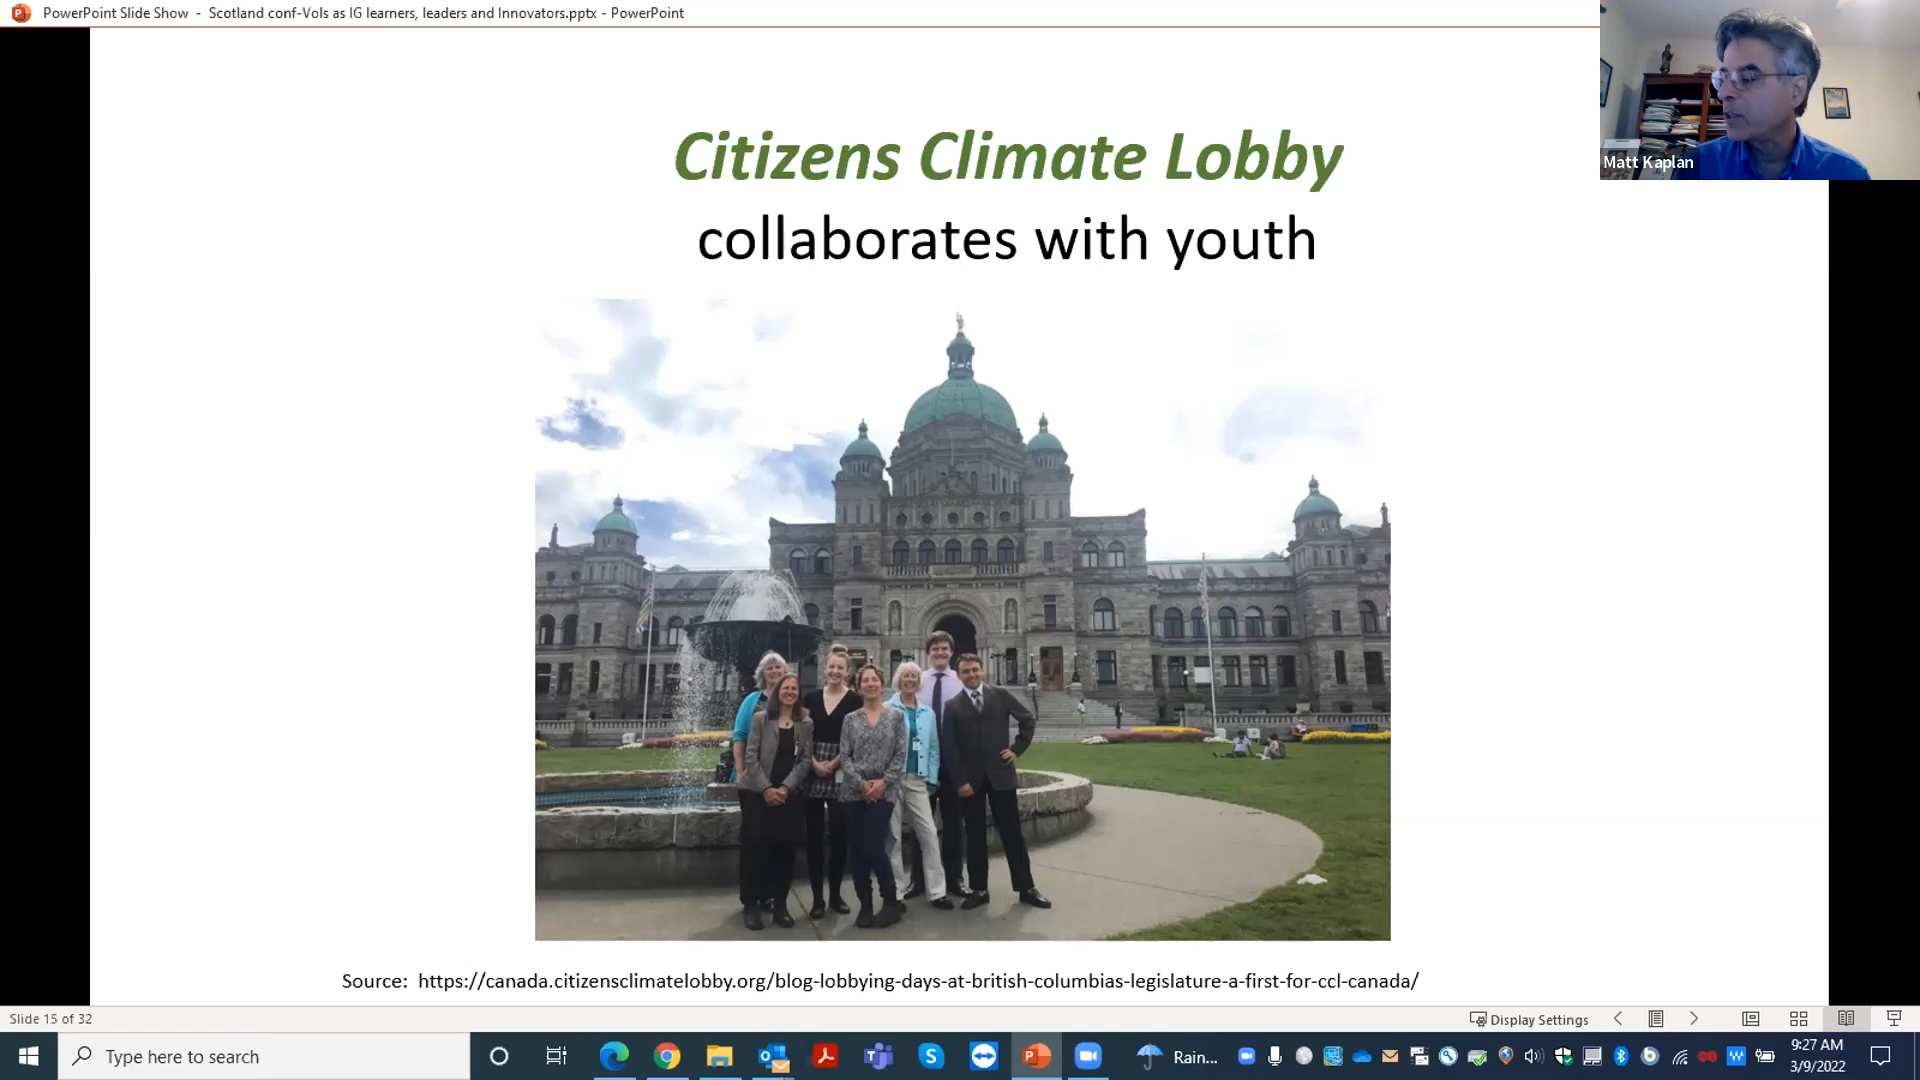 PowerPoint Slide Show - Scotland conf-Vols as IG learners, leaders and Innovators.pptx - PowerPoint
Matt Kaplan
Citizens Climate Lobby
collaborates with youth
Source: https://canada.citizensclimatelobby.org/blog-lobbying-days-at-british-columbias-legislature-a-first-for-ccl-canada/
Slide 15 of 32
Display Settings
Type here to search
Rain...
9:27 AM
3/9/2022